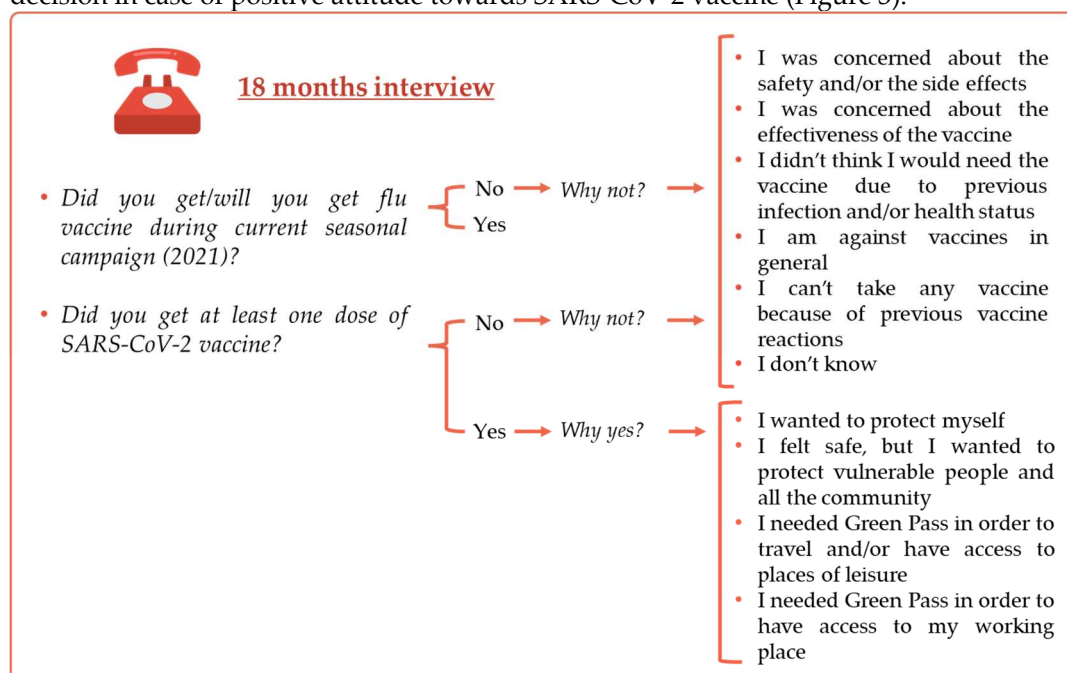 decision in case of positive attitude towards SARS-CoV-2 vaccine (Figure 3).
18 months interview
• Did you get/will you get flu
vaccine during current seasonal
campaign (2021)?
No
Why not?
Yes
• Did you get at least one dose of
SARS-CoV-2 vaccine?
No
Why not?
Yes
Why yes?
• I was concerned about the
safety and/or the side effects
• I was concerned about the
effectiveness of the vaccine
• I didn't think I would need the
vaccine due to previous
infection and/or health status
• I am against vaccines in
general
• I can't take any vaccine
because of previous vaccine
reactions
• I don't know
• I wanted to protect myself
• I felt safe, but I wanted to
protect vulnerable people and
all the community
• I needed Green Pass in order to
travel and/or have access to
places of leisure
• I needed Green Pass in order to
have access to my working
place